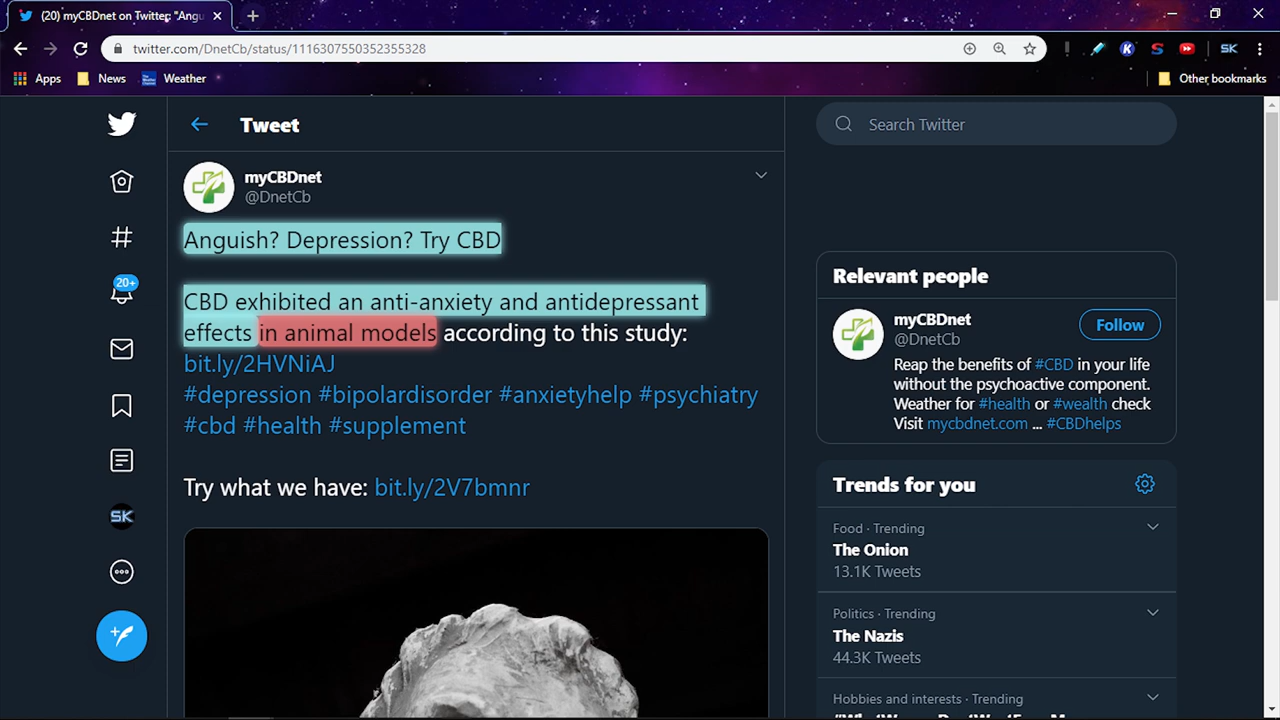 (20) myCBDnet on Twitter: "Angu
twitter.com/DnetCb/status/1116307550352355328
SK
Apps
News
Weather
Other bookmarks
Tweet
myCBDnet
@DnetCb
Anguish? Depression? Try CBD
CBD exhibited an anti-anxiety and antidepressant
effects in animal models according to this study:
bit.ly/2HVNiAJ
#depression #bipolardisorder #anxietyhelp #psychiatry
#cbd #health #supplement
Try what we have: bit.ly/2V7bmnr
20+
SK
Search Twitter
Relevant people
myCBDnet
@DnetCb
Follow
Reap the benefits of #CBD in your life
without the psychoactive component.
Weather for #health or #wealth check
Visit mycbdnet.com ... #CBDhelps
Trends for you
Food · Trending
The Onion
13.1K Tweets
Politics · Trending
The Nazis
44.3K Tweets
Hobbies and interests · Trending